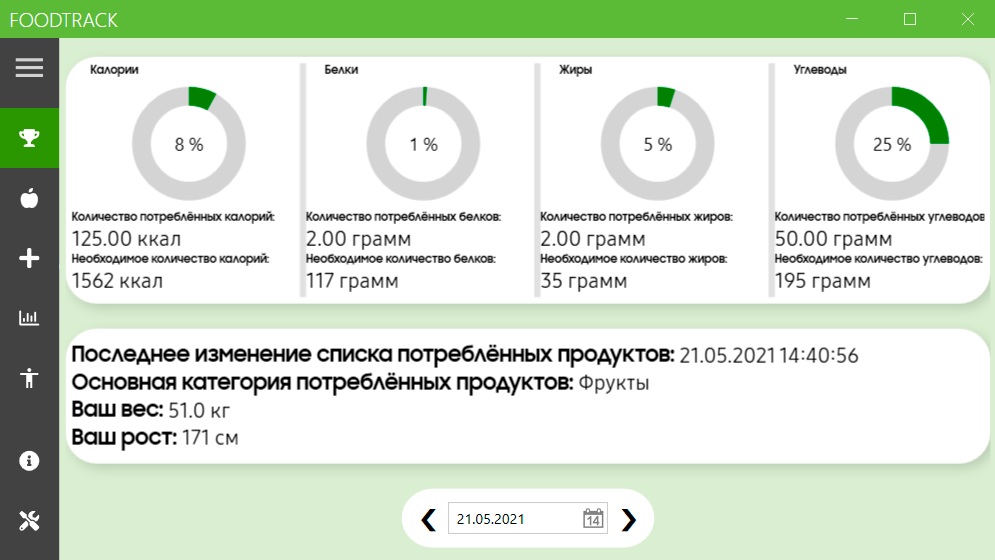 FOODTRACK
Калории
Белки
Жиры
Углеводы
8 %
1 %
5 %
25 %
Количество потреблённых калорий:
125.00 ккал
Необходимое количество калорий:
1562 ккал
Количество потреблённых белков:
2.00 грамм
Необходимое количество белков:
117 грамм
Количество потреблённых жиров:
2.00 грамм
Необходимое количество жиров:
35 грамм
Количество потреблённых углеводов
50.00 грамм
Необходимое количество углеводов:
195 грамм
Последнее изменение списка потреблённых продуктов: 21.05.2021 14:40:56
Основная категория потреблённых продуктов: Фрукты
Ваш вес: 51.0 кг
Ваш рост: 171 см
21.05.2021
14